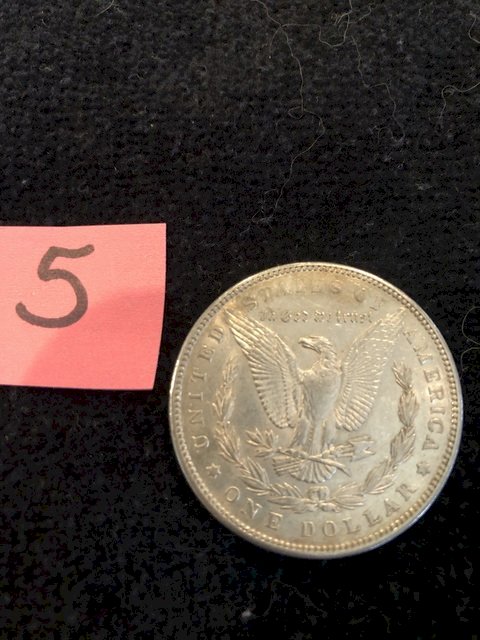 5
UNITED STATES OF AMERICA
In God we trust
ONE DOLLAR